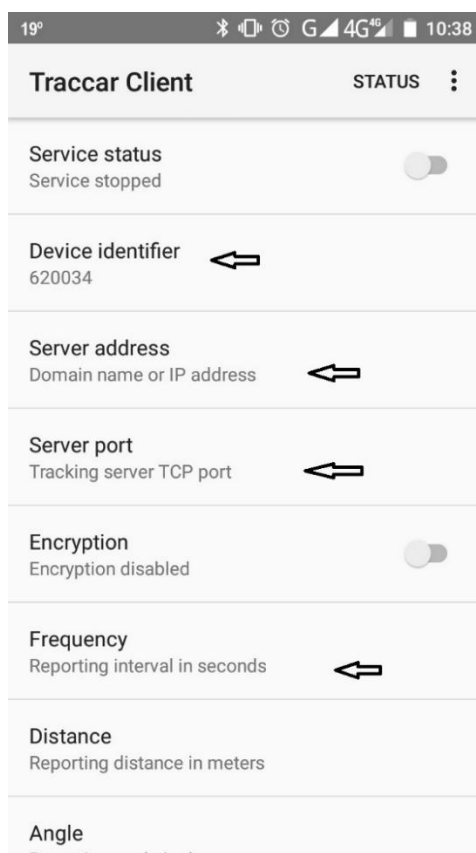 19° G 4G 4G 10:38
Traccar Client STATUS
Service status
Service stopped
Device identifier
620034
Server address
Domain name or IP address
Server port
Tracking server TCP port
Encryption
Encryption disabled
Frequency
Reporting interval in seconds
Distance
Reporting distance in meters
Angle